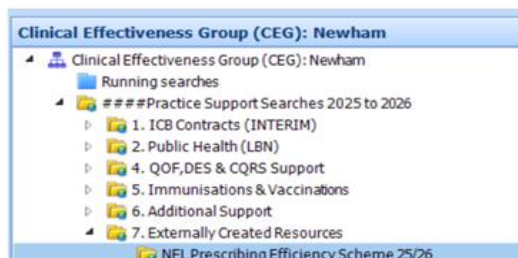 Clinical Effectiveness Group (CEG): Newham
Clinical Effectiveness Group (CEG): Newham
Running searches
####Practice Support Searches 2025 to 2026
1. ICB Contracts (INTERIM)
2. Public Health (LBN)
4. QOF,DES & CQRS Support
5. Immunisations & Vaccinations
6. Additional Support
7. Externally Created Resources
NEL Prescribing Efficiency Scheme 25/26